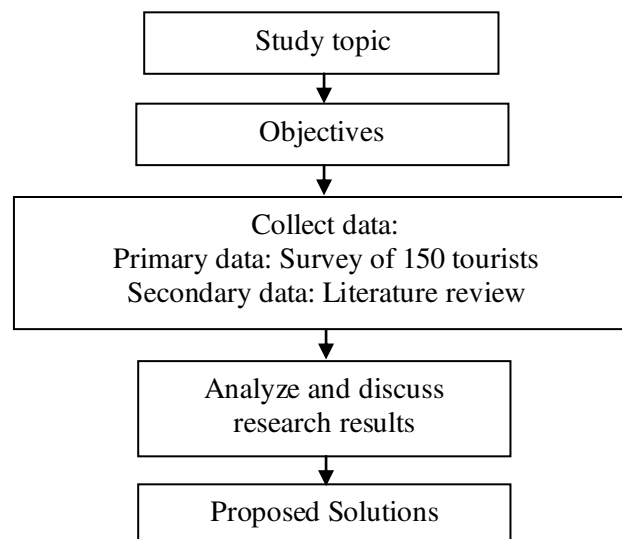 Study topic
Objectives
Collect data:
Primary data: Survey of 150 tourists
Secondary data: Literature review
Analyze and discuss
research results
Proposed Solutions